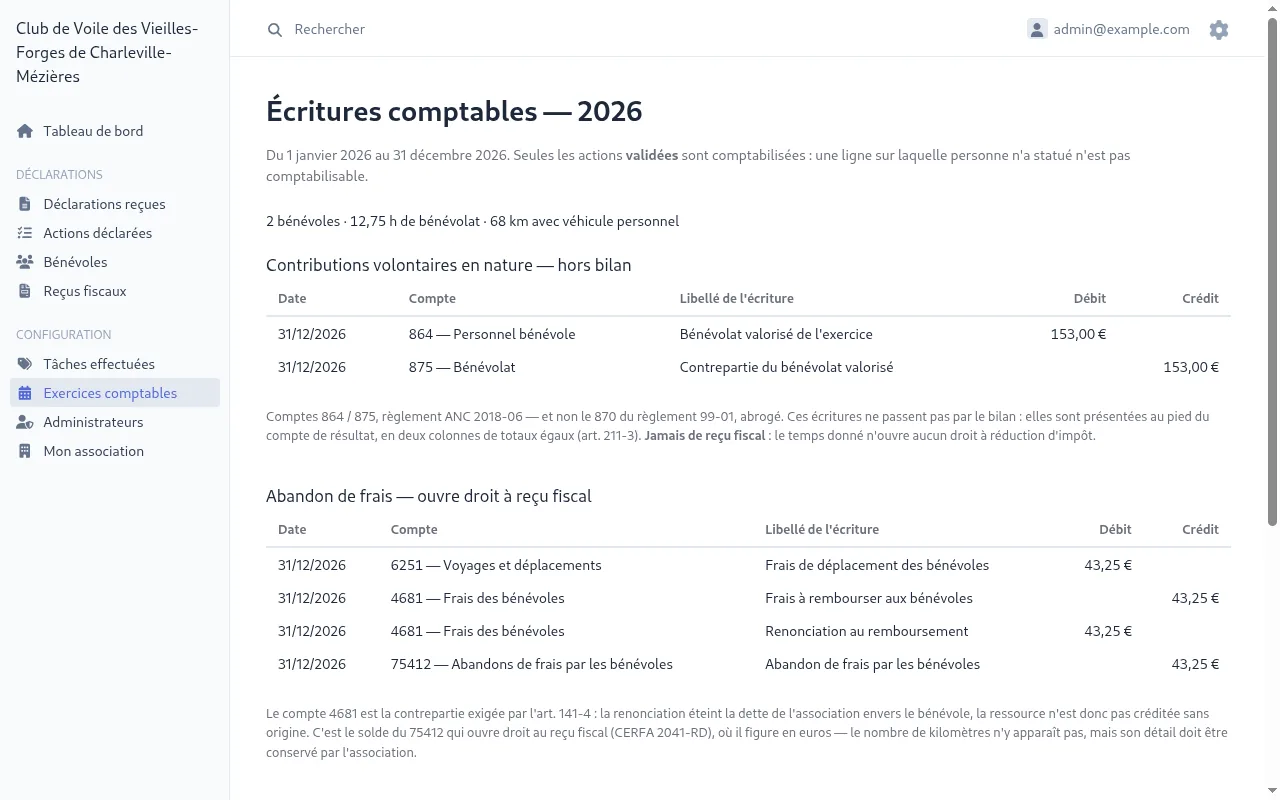 Club de Voile des Vieilles-
Forges de Charleville-
Mézières
Rechercher
admin@example.com
Tableau de bord
DÉCLARATIONS
Déclarations reçues
Actions déclarées
Bénévoles
Reçus fiscaux
CONFIGURATION
Tâches effectuées
Exercices comptables
Administrateurs
Mon association
Écritures comptables — 2026
Du 1 janvier 2026 au 31 décembre 2026. Seules les actions validées sont comptabilisées : une ligne sur laquelle personne n'a statué n'est pas
comptabilisable.
2 bénévoles · 12,75 h de bénévolat · 68 km avec véhicule personnel
Contributions volontaires en nature — hors bilan
Date Compte Libellé de l'écriture Débit Crédit
31/12/2026 864 — Personnel bénévole Bénévolat valorisé de l'exercice 153,00 €
31/12/2026 875 — Bénévolat Contrepartie du bénévolat valorisé 153,00 €
Comptes 864 / 875, règlement ANC 2018-06 — et non le 870 du règlement 99-01, abrogé. Ces écritures ne passent pas par le bilan : elles sont présentées au pied du
compte de résultat, en deux colonnes de totaux égaux (art. 211-3). Jamais de reçu fiscal : le temps donné n'ouvre aucun droit à réduction d'impôt.
Abandon de frais — ouvre droit à reçu fiscal
Date Compte Libellé de l'écriture Débit Crédit
31/12/2026 6251 — Voyages et déplacements Frais de déplacement des bénévoles 43,25 €
31/12/2026 4681 — Frais des bénévoles Frais à rembourser aux bénévoles 43,25 €
31/12/2026 4681 — Frais des bénévoles Renonciation au remboursement 43,25 €
31/12/2026 75412 — Abandons de frais par les bénévoles Abandon de frais par les bénévoles 43,25 €
Le compte 4681 est la contrepartie exigée par l'art. 141-4 : la renonciation éteint la dette de l'association envers le bénévole, la ressource n'est donc pas créditée sans
origine. C'est le solde du 75412 qui ouvre droit au reçu fiscal (CERFA 2041-RD), où il figure en euros — le nombre de kilomètres n'y apparaît pas, mais son détail doit être
conservé par l'association.